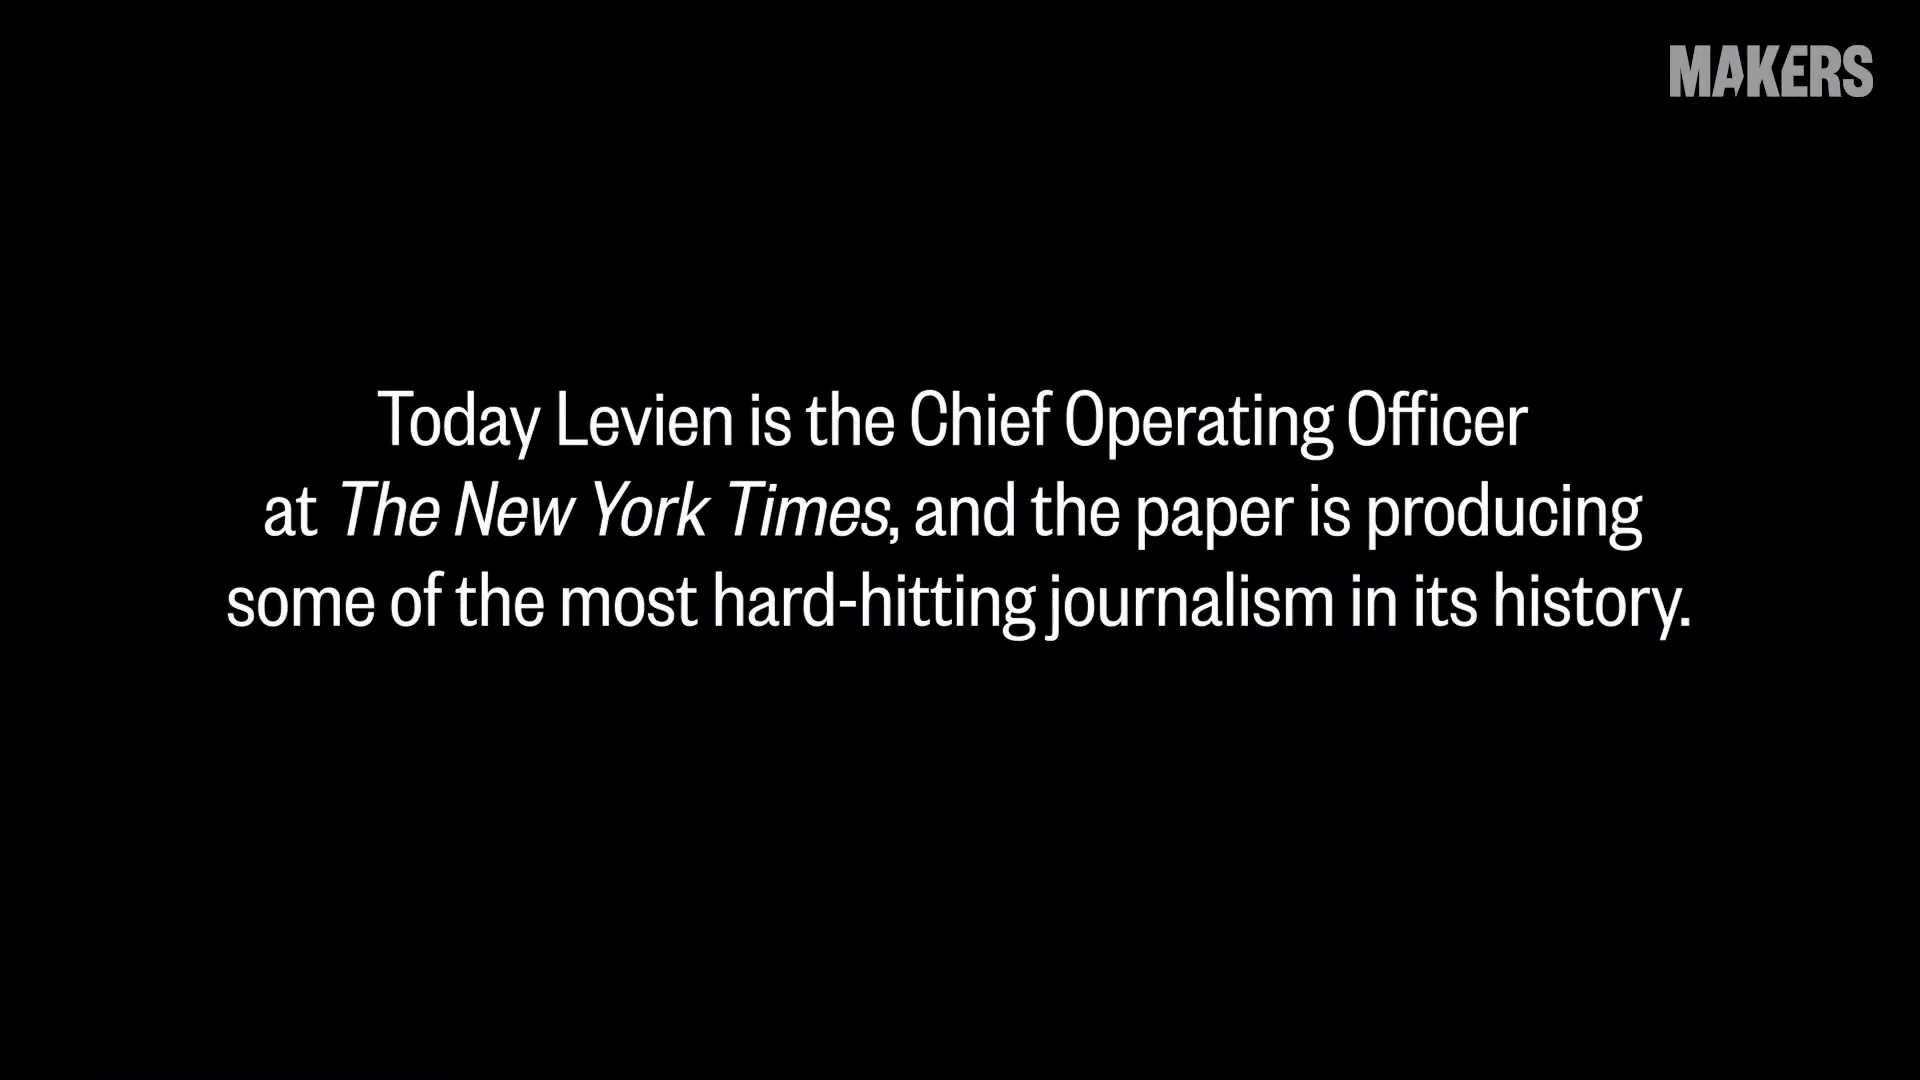 MAKERS
Today Levien is the Chief Operating Officer
at The New York Times, and the paper is producing
some of the most hard-hitting journalism in its history.